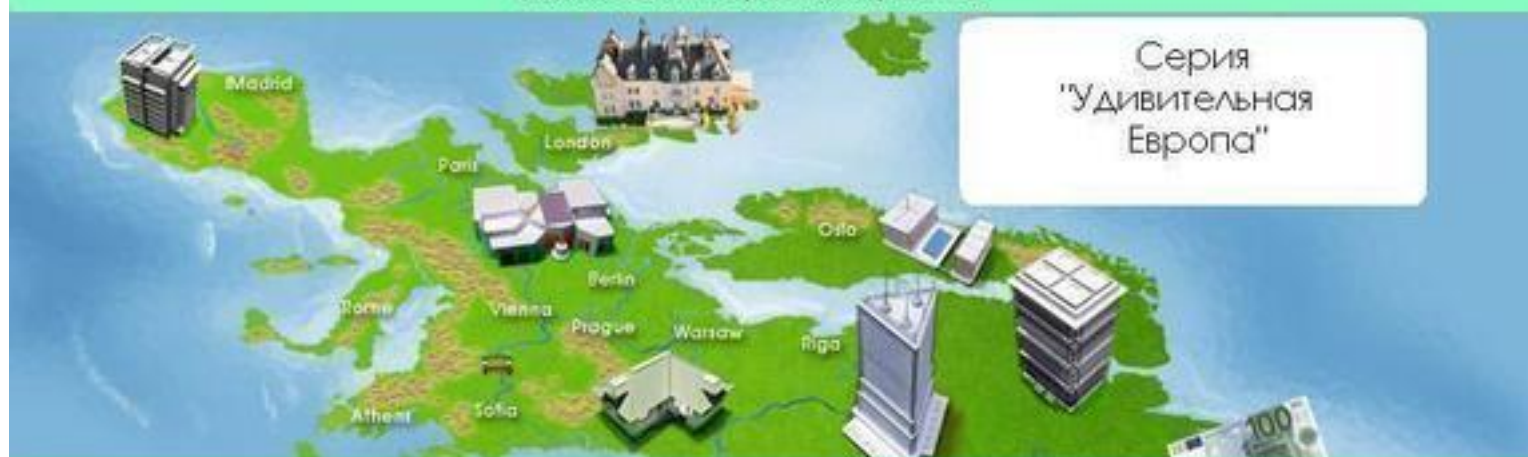 Серия
"Удивительная
Европа"
Madrid
London
Paris
Oslo
Berlin
Rome
Vienna
Prague
Warsaw
Riga
Athens
Sofia
100